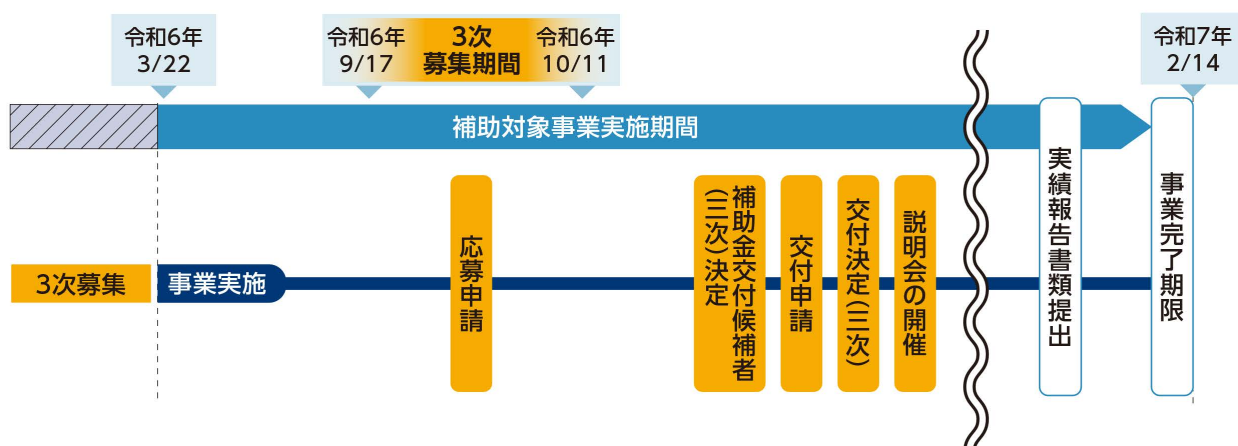 令和6年
3/22
令和6年
9/17
3次
募集期間
令和6年
10/11
令和7年
2/14
補助対象事業実施期間
3次募集
事業実施
応募申請
補助金交付候補者
(三次)決定
交付申請
交付決定(三次)
説明会の開催
実績報告書類提出
事業完了期限